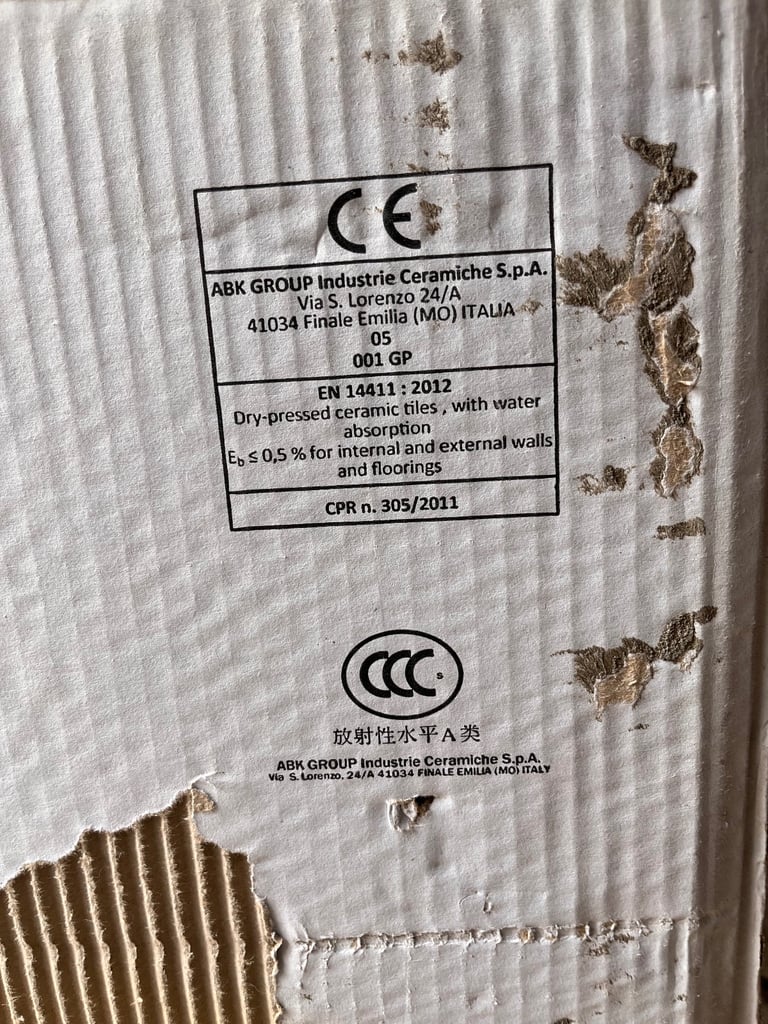 CE
ABK GROUP Industrie Ceramiche S.p.A.
Via S. Lorenzo 24/A
41034 Finale Emilia (MO) ITALIA
05
001 GP
EN 14411 : 2012
Dry-pressed ceramic tiles , with water
absorption
Eb ≤ 0,5 % for internal and external walls
and floorings
CPR n. 305/2011
CCC S
放射性水平A类
ABK GROUP Industrie Ceramiche S.p.A.
Via S. Lorenzo, 24/A 41034 FINALE EMILIA (MO) ITALY